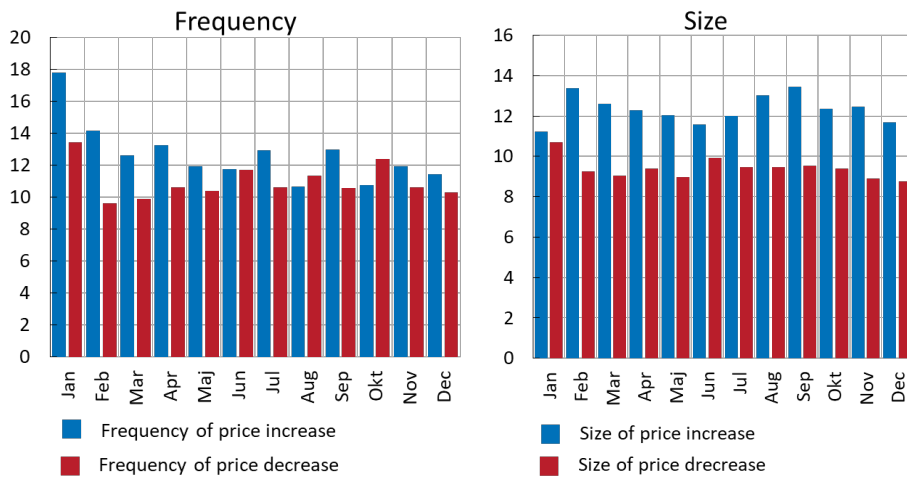 Frequency
20
18
16
14
12
10
8
6
4
2
0
Jan Feb Mar Apr Maj Jun Jul Aug Sep Okt Nov Dec
Frequency of price increase
Frequency of price decrease
Size
16
14
12
10
8
6
4
2
0
Jan Feb Mar Apr Maj Jun Jul Aug Sep Okt Nov Dec
Size of price increase
Size of price drecrease